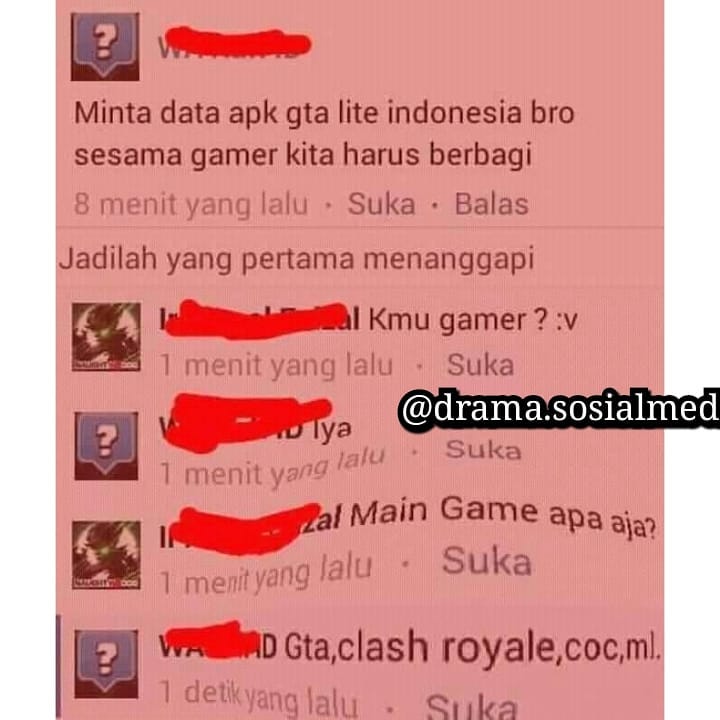 Minta data apk gta lite indonesia bro
sesama gamer kita harus berbagi
8 menit yang lalu · Suka · Balas
Jadilah yang pertama menanggapi
Kmu gamer ? :v
1 menit yang lalu · Suka
@drama.sosialmed
Iya
1 menit yang lalu · Suka
Main Game apa aja?
1 menit yang lalu · Suka
Gta,clash royale,coc,ml.
1 detik yang lalu · Suka